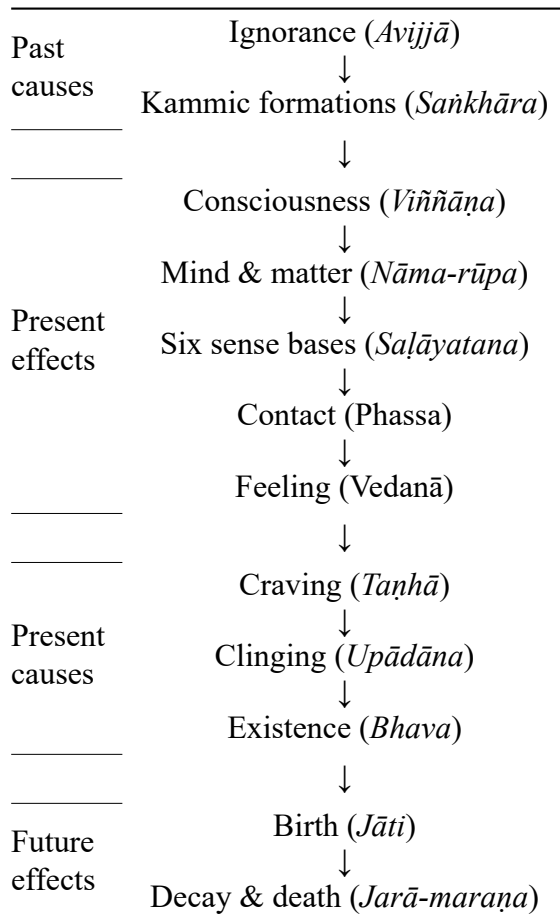 Past
causes
Ignorance (Avijjā)
↓
Kammic formations (Saṅkhāra)
↓
Present
effects
Consciousness (Viññāṇa)
↓
Mind & matter (Nāma-rūpa)
↓
Six sense bases (Saḷāyatana)
↓
Contact (Phassa)
↓
Feeling (Vedanā)
↓
Present
causes
Craving (Taṇhā)
↓
Clinging (Upādāna)
↓
Existence (Bhava)
↓
Future
effects
Birth (Jāti)
↓
Decay & death (Jarā-maraṇa)